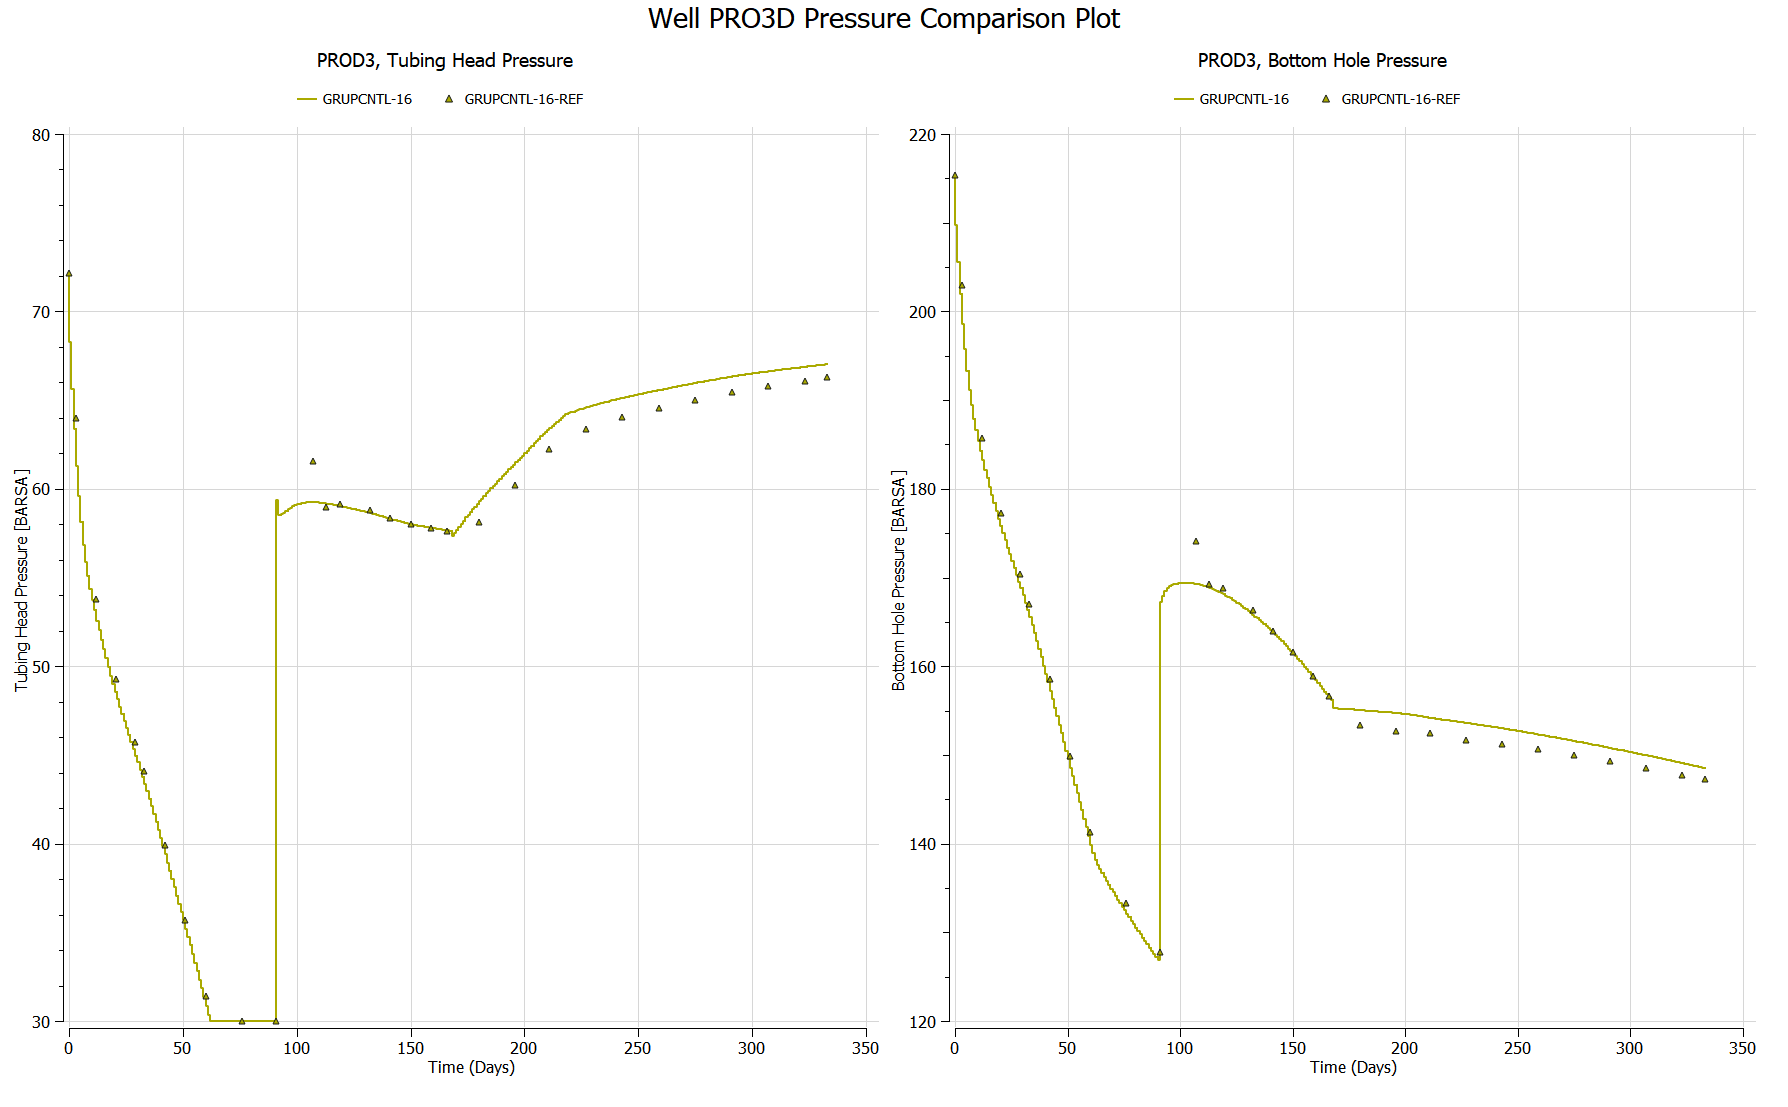 Well PRO3D Pressure Comparison Plot
PROD3, Tubing Head Pressure
GRUPCNTL-16 GRUPCNTL-16-REF
80
70
60
50
40
30
Tubing Head Pressure [BARSA]
0 50 100 150 200 250 300 350
Time (Days)
PROD3, Bottom Hole Pressure
GRUPCNTL-16 GRUPCNTL-16-REF
220
200
180
160
140
120
Bottom Hole Pressure [BARSA]
0 50 100 150 200 250 300 350
Time (Days)